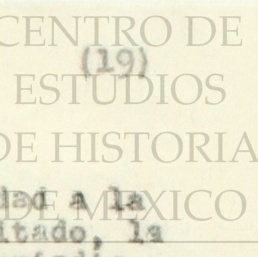 CENTRO DE
(19)
ESTUDIOS
DE HISTORIA
dad a la
DE MEXICO
itado, la